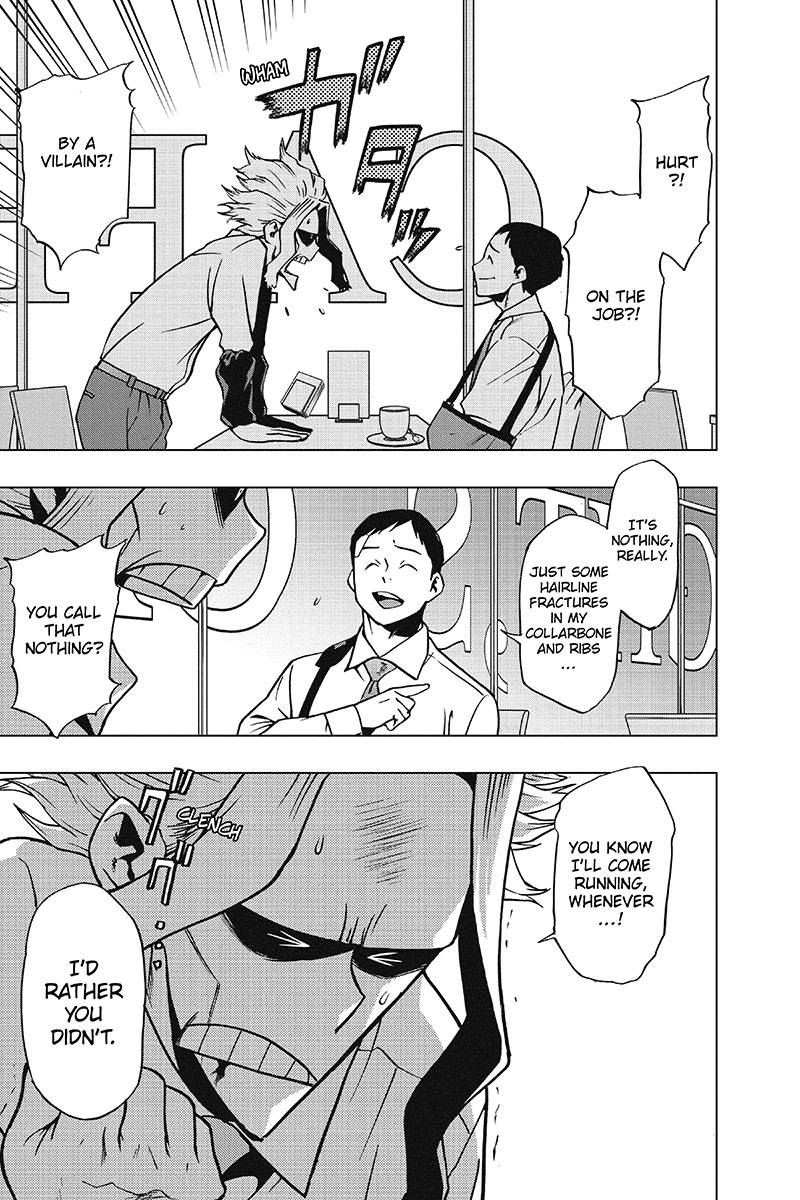 HURT
?!
ON THE
JOB?!
WHAM
ガタッ
BY A
VILLAIN?!
IT'S
NOTHING,
REALLY.
JUST SOME
HAIRLINE
FRACTURES
IN MY
COLLARBONE
AND RIBS
...
YOU CALL
THAT
NOTHING?
YOU KNOW
I'LL COME
RUNNING,
WHENEVER
...!
CLENCH
I'D
RATHER
YOU
DIDN'T.